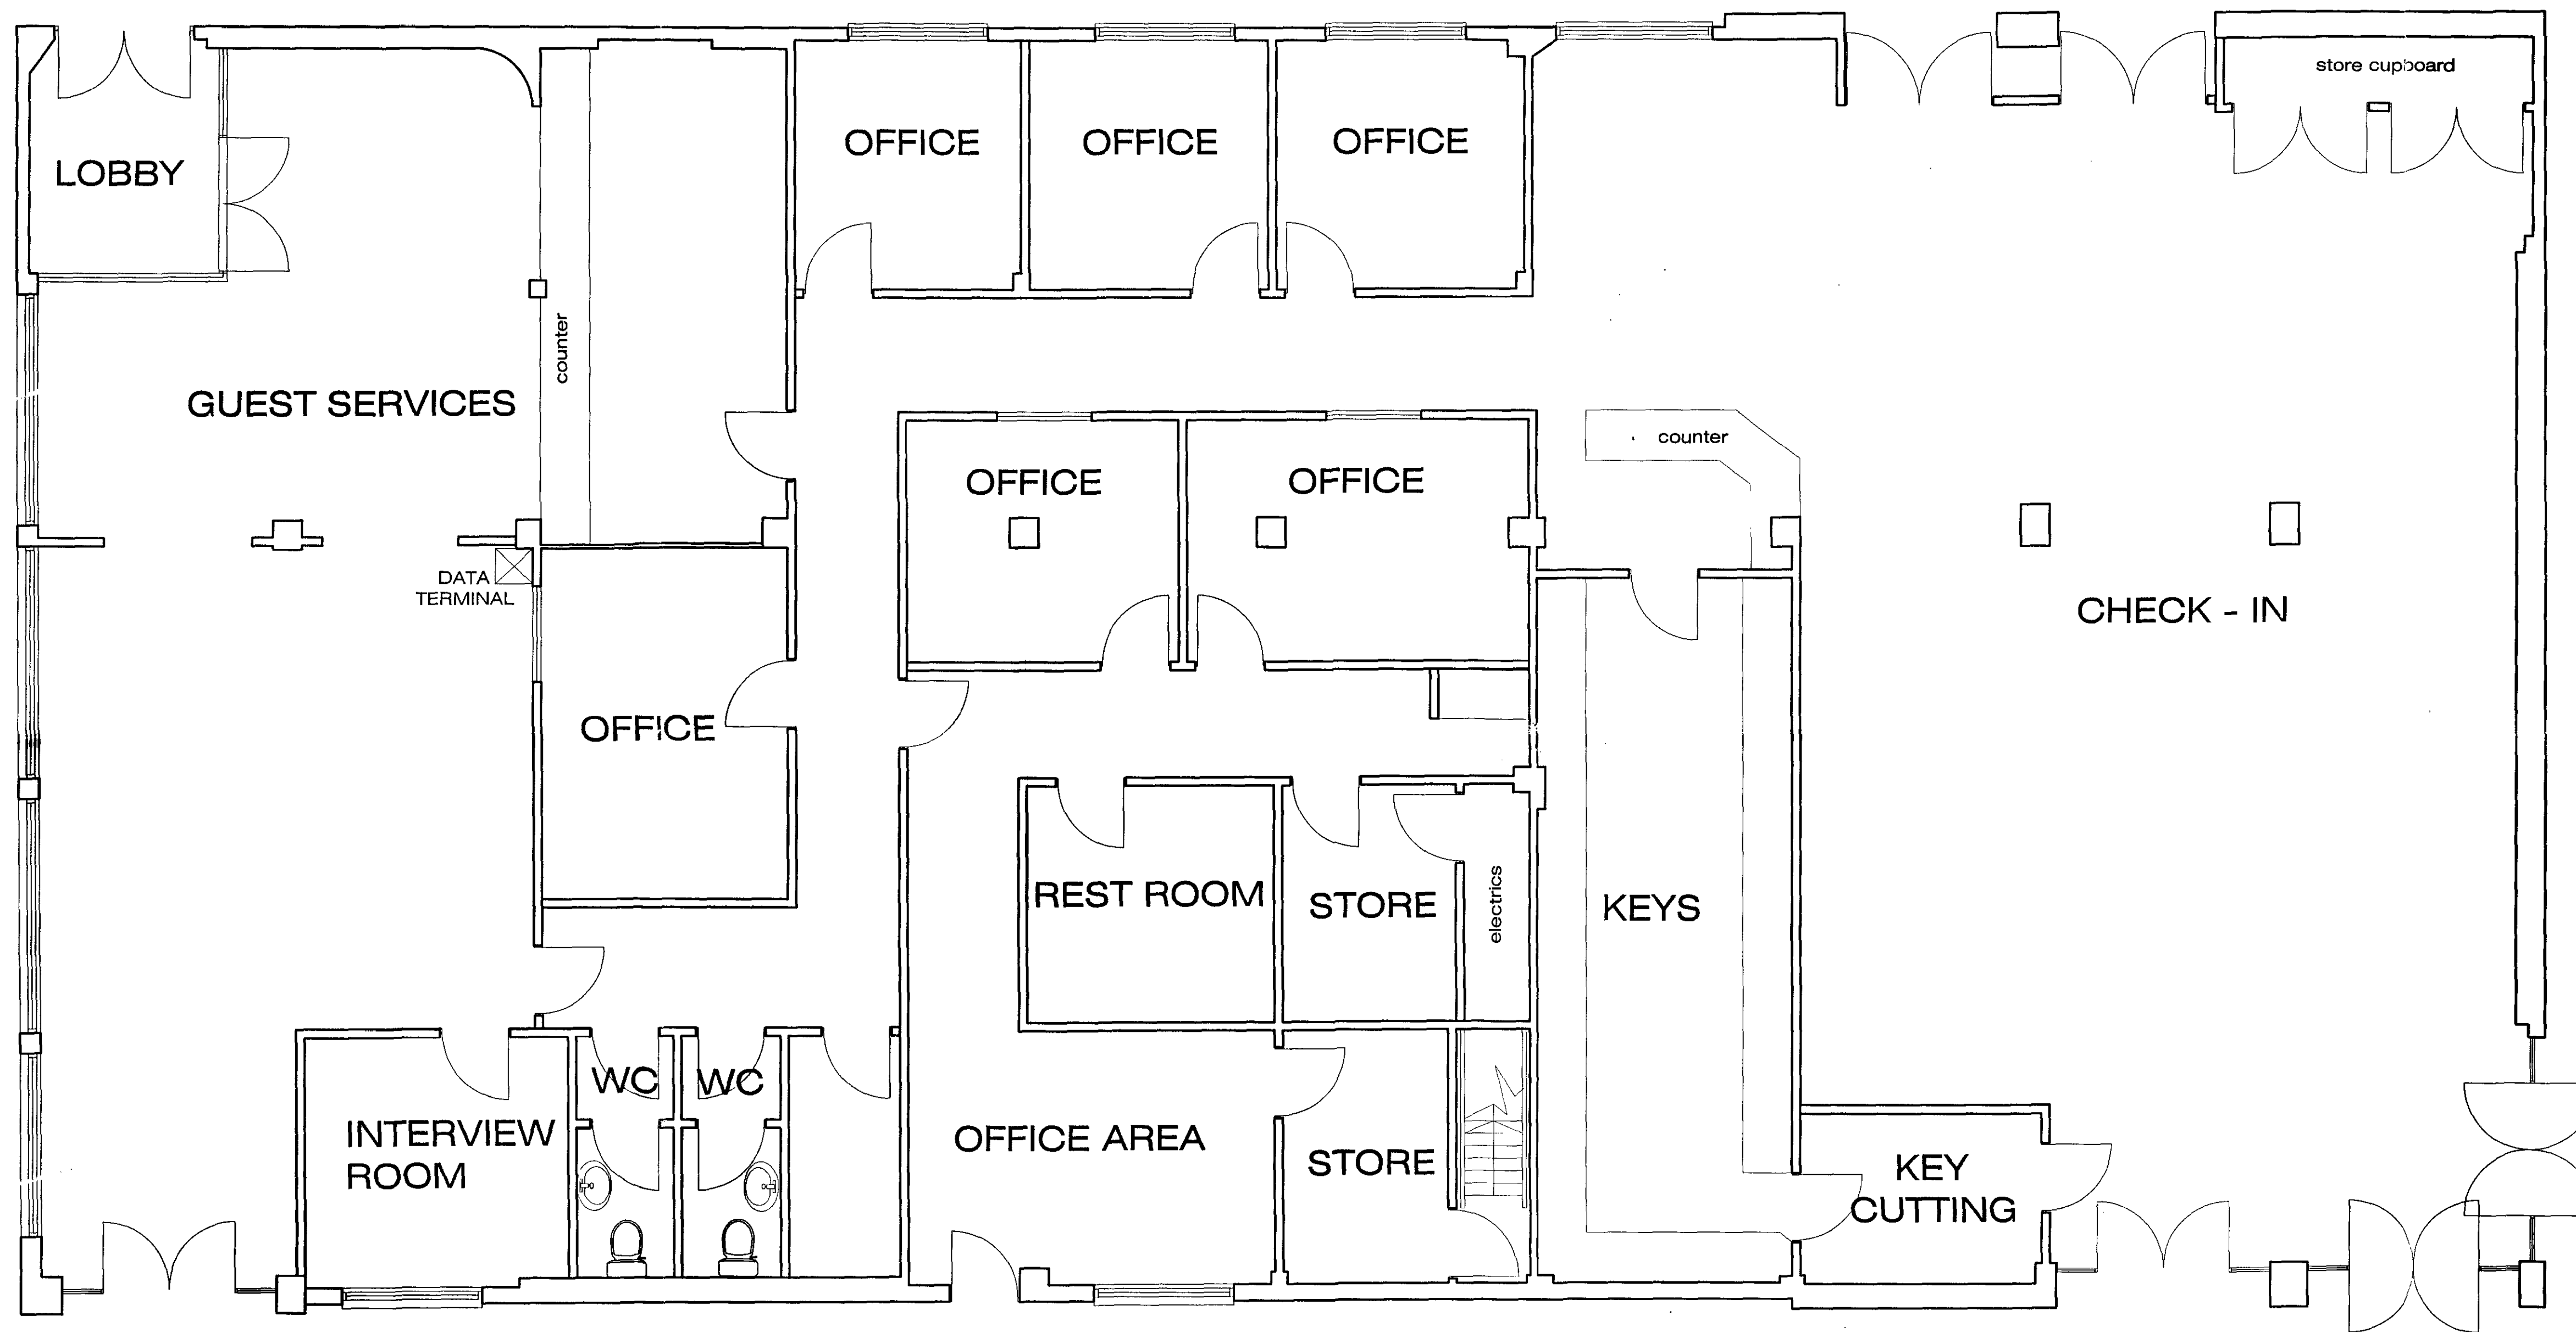 store cupboard
OFFICE
OFFICE
OFFICE
LOBBY
counter
GUEST SERVICES
counter
OFFICE
OFFICE
DATA
TERMINAL
CHECK - IN
OFFICE
REST ROOM
STORE
electrics
KEYS
WC
WC
INTERVIEW
ROOM
OFFICE AREA
STORE
KEY
CUTTING